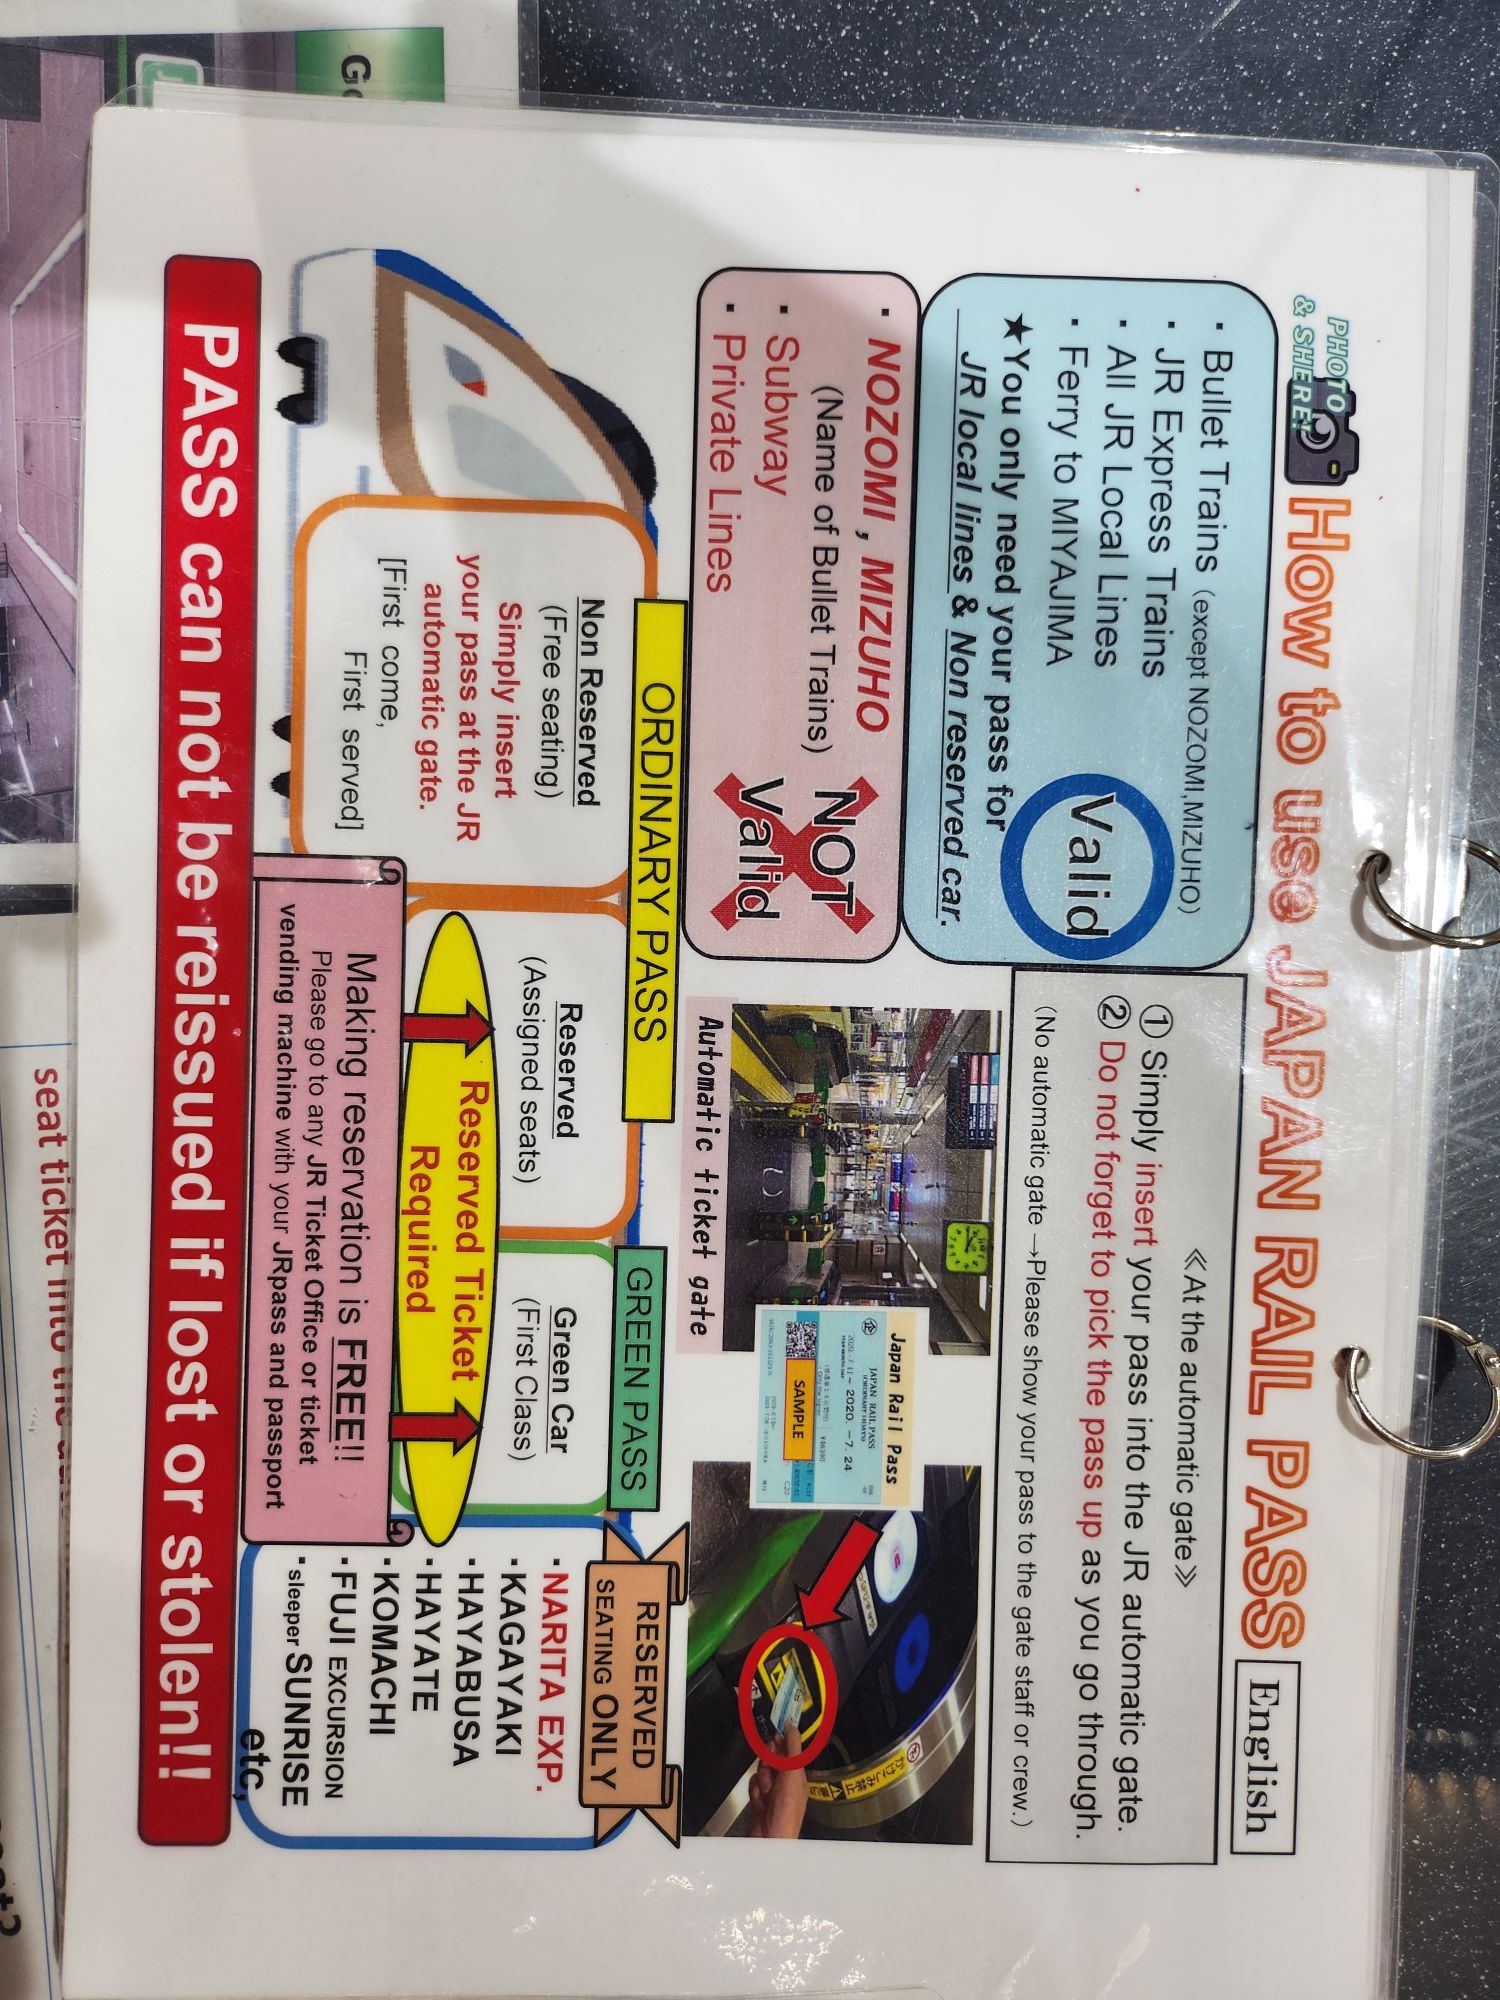 PHOTO
& SHERE!
How to use JAPAN RAIL PASS
English
・Bullet Trains (except NOZOMI,MIZUHO)
・JR Express Trains
・All JR Local Lines
・Ferry to MIYAJIMA
Valid
★You only need your pass for
JR local lines & Non reserved car.
・NOZOMI , MIZUHO
(Name of Bullet Trains)
・Subway
・Private Lines
NOT
Valid
≪At the automatic gate≫
① Simply insert your pass into the JR automatic gate.
② Do not forget to pick the pass up as you go through.
(No automatic gate →Please show your pass to the gate staff or crew.)
Automatic ticket gate
Japan Rail Pass
JAPAN RAIL PASS
2020.-7.11～ 2020.-7.24
SAMPLE
かけこみ禁止
ORDINARY PASS
Non Reserved
(Free seating)
Simply insert
your pass at the JR
automatic gate.
[First come,
First served]
Reserved
(Assigned seats)
GREEN PASS
Green Car
(First Class)
Reserved Ticket
Required
Making reservation is FREE!!
Please go to any JR Ticket Office or ticket
vending machine with your JRpass and passport
RESERVED
SEATING ONLY
・NARITA EXP.
・KAGAYAKI
・HAYABUSA
・HAYATE
・KOMACHI
・FUJI EXCURSION
・sleeper SUNRISE
etc,
PASS can not be reissued if lost or stolen!!
seat ticket into the